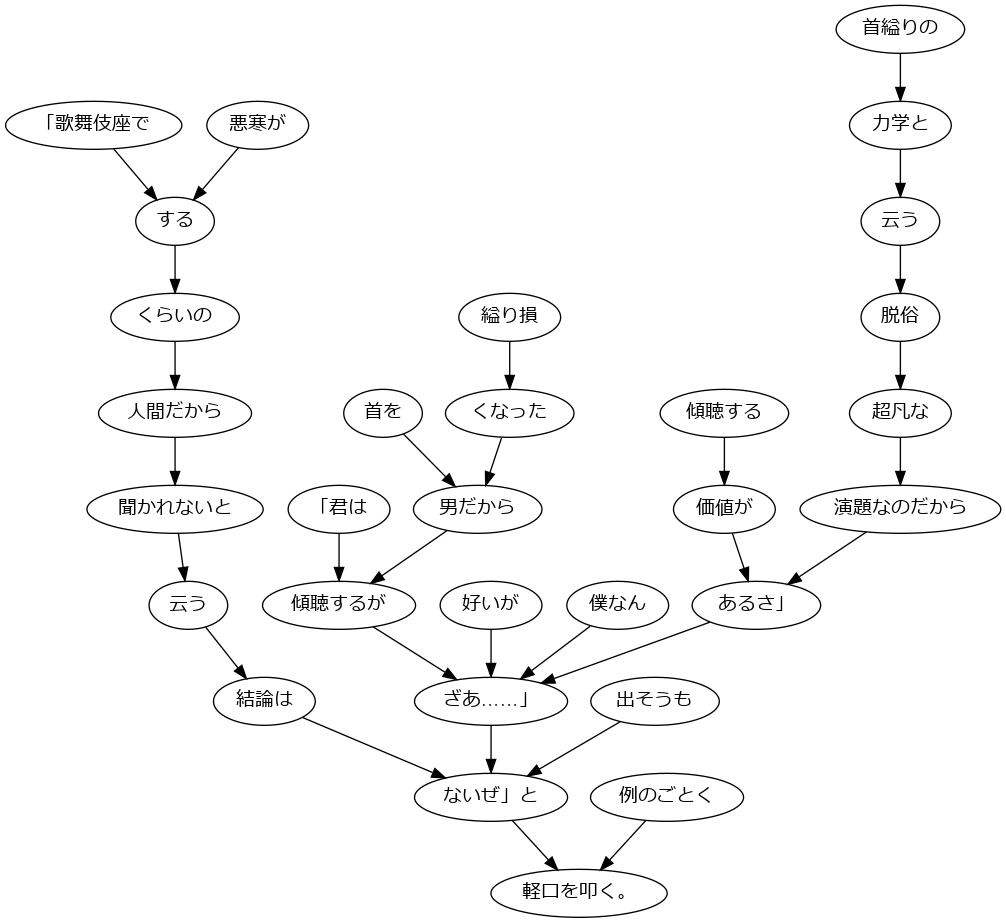 首縊りの
「歌舞伎座で
悪寒が
力学と
する
云う
くらいの
縊り損
脱俗
人間だから
首を
くなった
傾聴する
超凡な
聞かれないと
「君は
男だから
価値が
演題なのだから
云う
傾聴するが
好いが
僕なん
あるさ」
結論は
ざあ……」
出そうも
ないぜ」と
例のごとく
軽口を叩く。